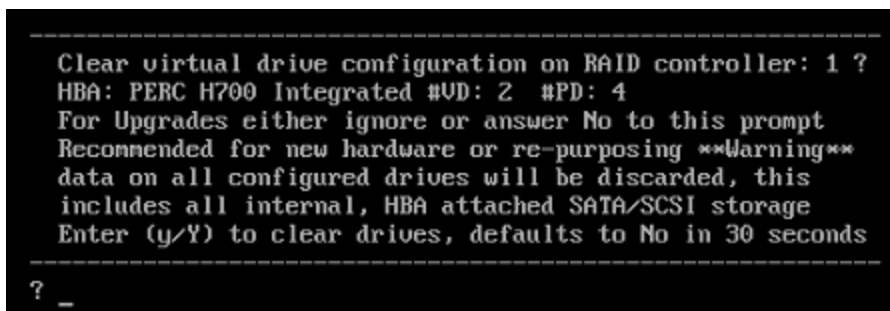 Clear virtual drive configuration on RAID controller: 1 ?
HBA: PERC H700 Integrated #VD: 2  #PD: 4
For Upgrades either ignore or answer No to this prompt
Recommended for new hardware or re-purposing **Warning**
data on all configured drives will be discarded, this
includes all internal, HBA attached SATA/SCSI storage
Enter (y/Y) to clear drives, defaults to No in 30 seconds
? _